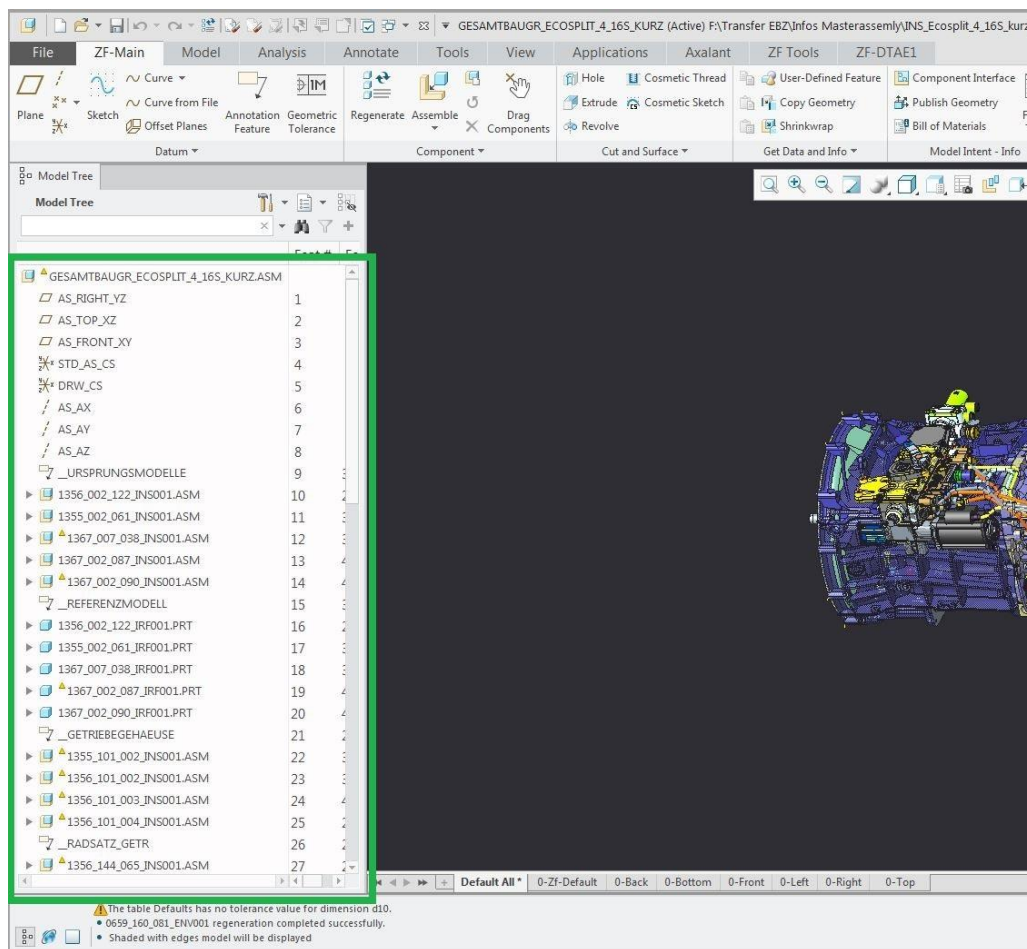 GESAMTBAUGR_ECOSPLIT_4_16S_KURZ (Active) F:\Transfer EBZ\Infos Masterassemly\INS_Ecosplit_4_16S_kurz
File ZF-Main Model Analysis Annotate Tools View Applications Axalant ZF Tools ZF-DTAE1
Plane
Sketch
Curve
Curve from File
Offset Planes
Annotation Feature
Geometric Tolerance
1M
Regenerate
Assemble
Drag Components
Hole
Extrude
Revolve
Cosmetic Thread
Cosmetic Sketch
User-Defined Feature
Copy Geometry
Shrinkwrap
Component Interface
Publish Geometry
Bill of Materials
Datum Component Cut and Surface Get Data and Info Model Intent - Info
Model Tree
Model Tree
GESAMTBAUGR_ECOSPLIT_4_16S_KURZ.ASM
AS_RIGHT_YZ 1
AS_TOP_XZ 2
AS_FRONT_XY 3
STD_AS_CS 4
DRW_CS 5
AS_AX 6
AS_AY 7
AS_AZ 8
__URSPRUNGSMODELLE 9
1356_002_122_INS001.ASM 10
1355_002_061_INS001.ASM 11
1367_007_038_INS001.ASM 12
1367_002_087_INS001.ASM 13
1367_002_090_INS001.ASM 14
__REFERENZMODELL 15
1356_002_122_IRF001.PRT 16
1355_002_061_IRF001.PRT 17
1367_007_038_IRF001.PRT 18
1367_002_087_IRF001.PRT 19
1367_002_090_IRF001.PRT 20
__GETRIEBEGEHAEUSE 21
1355_101_002_INS001.ASM 22
1356_101_002_INS001.ASM 23
1356_101_003_INS001.ASM 24
1356_101_004_INS001.ASM 25
__RADSATZ_GETR 26
1356_144_065_INS001.ASM 27
Default All * 0-Zf-Default 0-Back 0-Bottom 0-Front 0-Left 0-Right 0-Top
The table Defaults has no tolerance value for dimension d10.
• 0659_160_081_ENV001 regeneration completed successfully.
• Shaded with edges model will be displayed